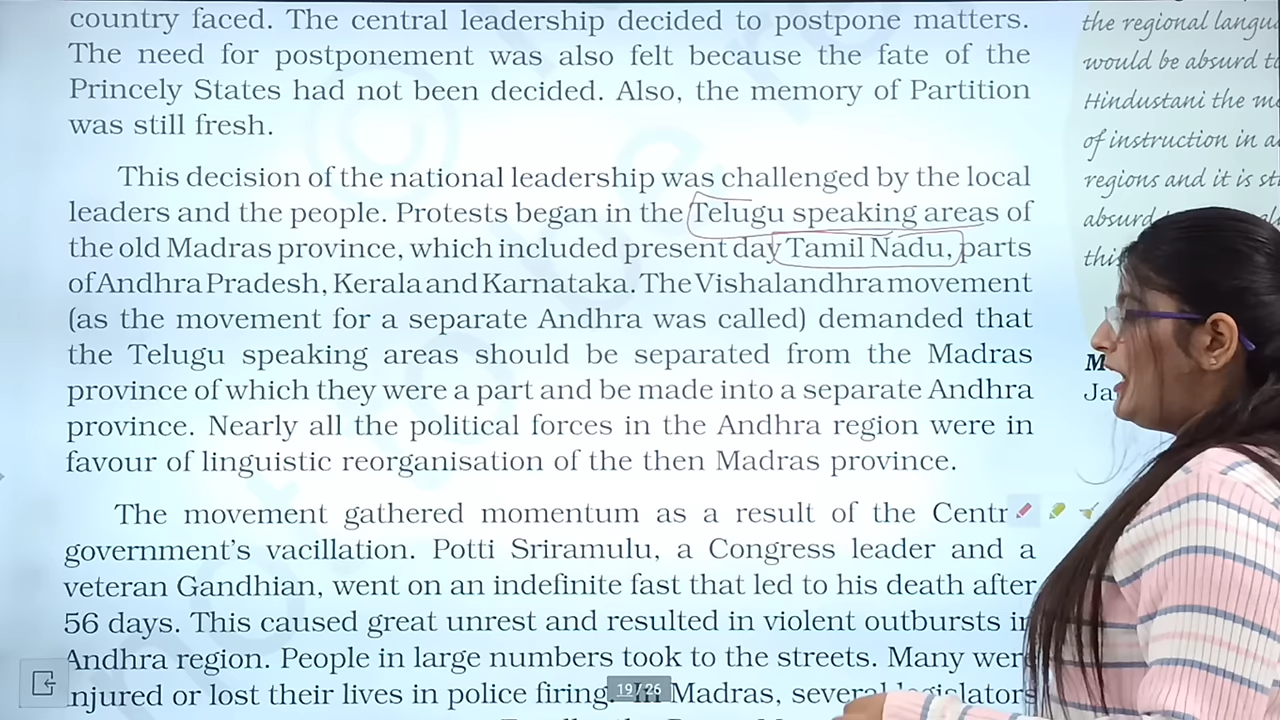 country faced. The central leadership decided to postpone matters.
The need for postponement was also felt because the fate of the
Princely States had not been decided. Also, the memory of Partition
was still fresh.
This decision of the national leadership was challenged by the local
leaders and the people. Protests began in the Telugu speaking areas of
the old Madras province, which included present day Tamil Nadu, parts
of Andhra Pradesh, Kerala and Karnataka. The Vishalandhra movement
(as the movement for a separate Andhra was called) demanded that
the Telugu speaking areas should be separated from the Madras
province of which they were a part and be made into a separate Andhra
province. Nearly all the political forces in the Andhra region were in
favour of linguistic reorganisation of the then Madras province.
The movement gathered momentum as a result of the Centr
government's vacillation. Potti Sriramulu, a Congress leader and a
veteran Gandhian, went on an indefinite fast that led to his death after
56 days. This caused great unrest and resulted in violent outbursts in
Andhra region. People in large numbers took to the streets. Many were
njured or lost their lives in police firing. In Madras, several legislators
19 / 26
the regional langu
would be absurd to
Hindustani the
of instruction in
regions and it is
absurd